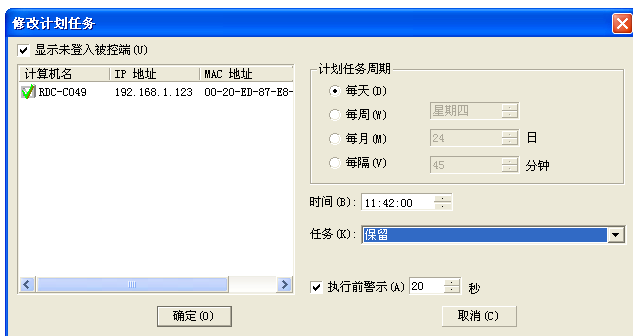 修改计划任务
显示未登入被控端(U)
计算机名 IP 地址 MAC 地址
RDC-C049 192.168.1.123 00-20-ED-87-E8-
计划任务周期
每天(D)
每周(W) 星期四
每月(M) 24 日
每隔(V) 45 分钟
时间(B): 11:42:00
任务(K): 保留
执行前警示(A) 20 秒
确定(O) 取消(C)